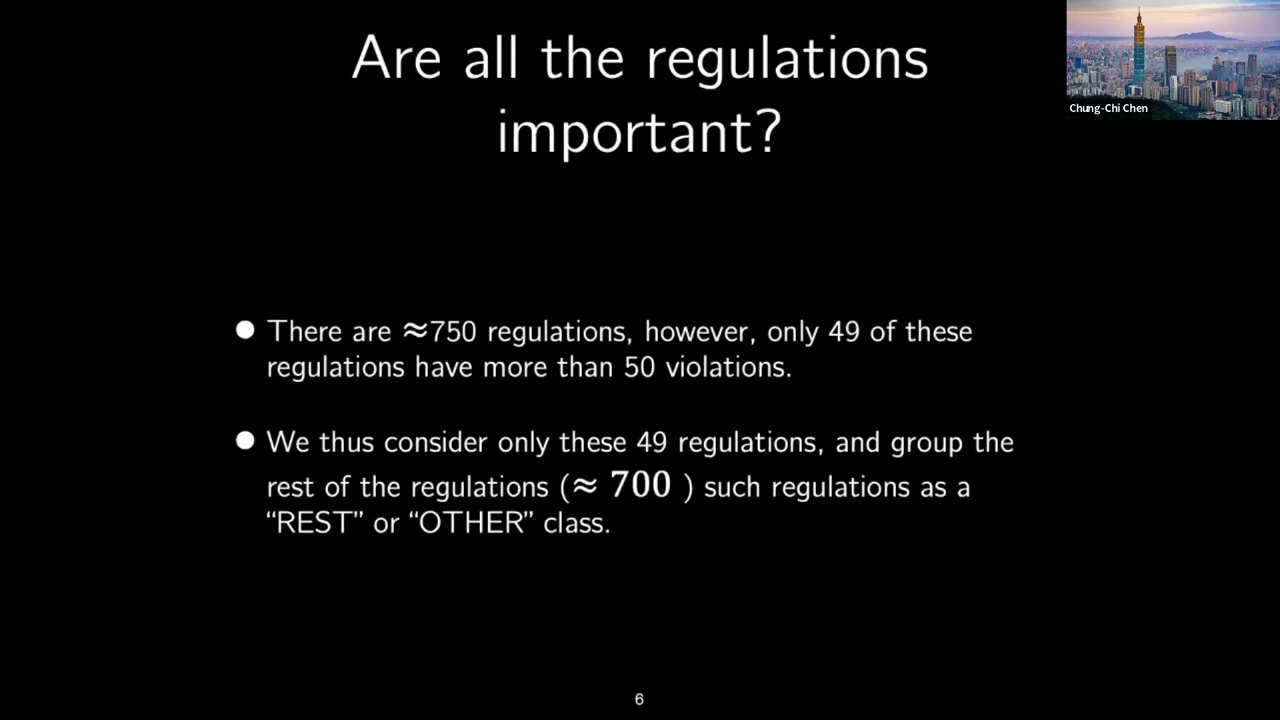 Are all the regulations
important?
Chung-Chi Chen
● There are ≈750 regulations, however, only 49 of these
regulations have more than 50 violations.
● We thus consider only these 49 regulations, and group the
rest of the regulations (≈ 700 ) such regulations as a
“REST” or “OTHER” class.
6